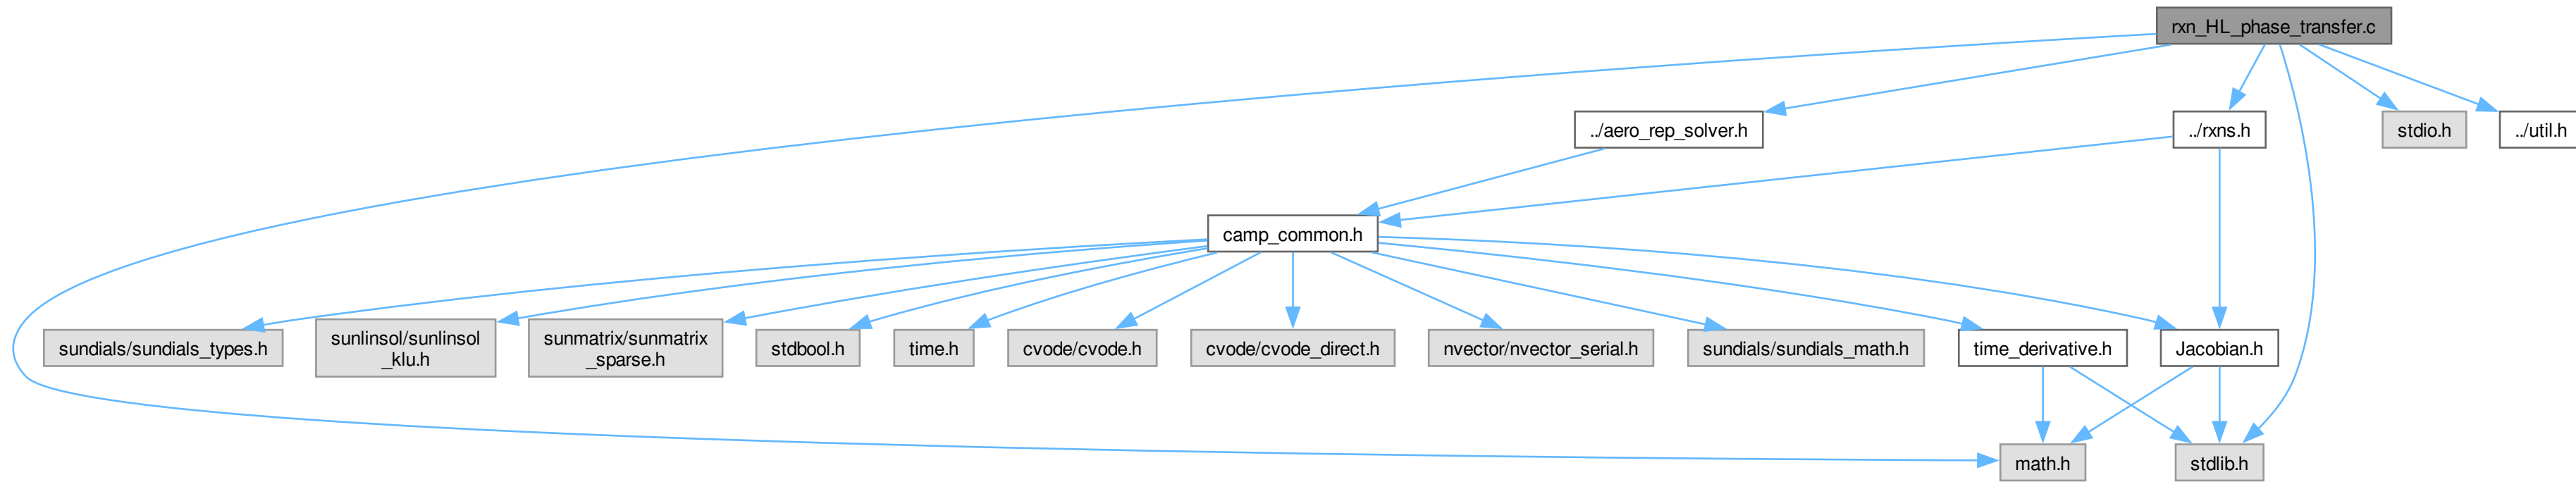 rxn_HL_phase_transfer.c
../aero_rep_solver.h
../rxns.h
stdio.h
../util.h
camp_common.h
sundials/sundials_types.h
sunlinsol/sunlinsol
_klu.h
sunmatrix/sunmatrix
_sparse.h
stdbool.h
time.h
cvode/cvode.h
cvode/cvode_direct.h
nvector/nvector_serial.h
sundials/sundials_math.h
time_derivative.h
Jacobian.h
math.h
stdlib.h